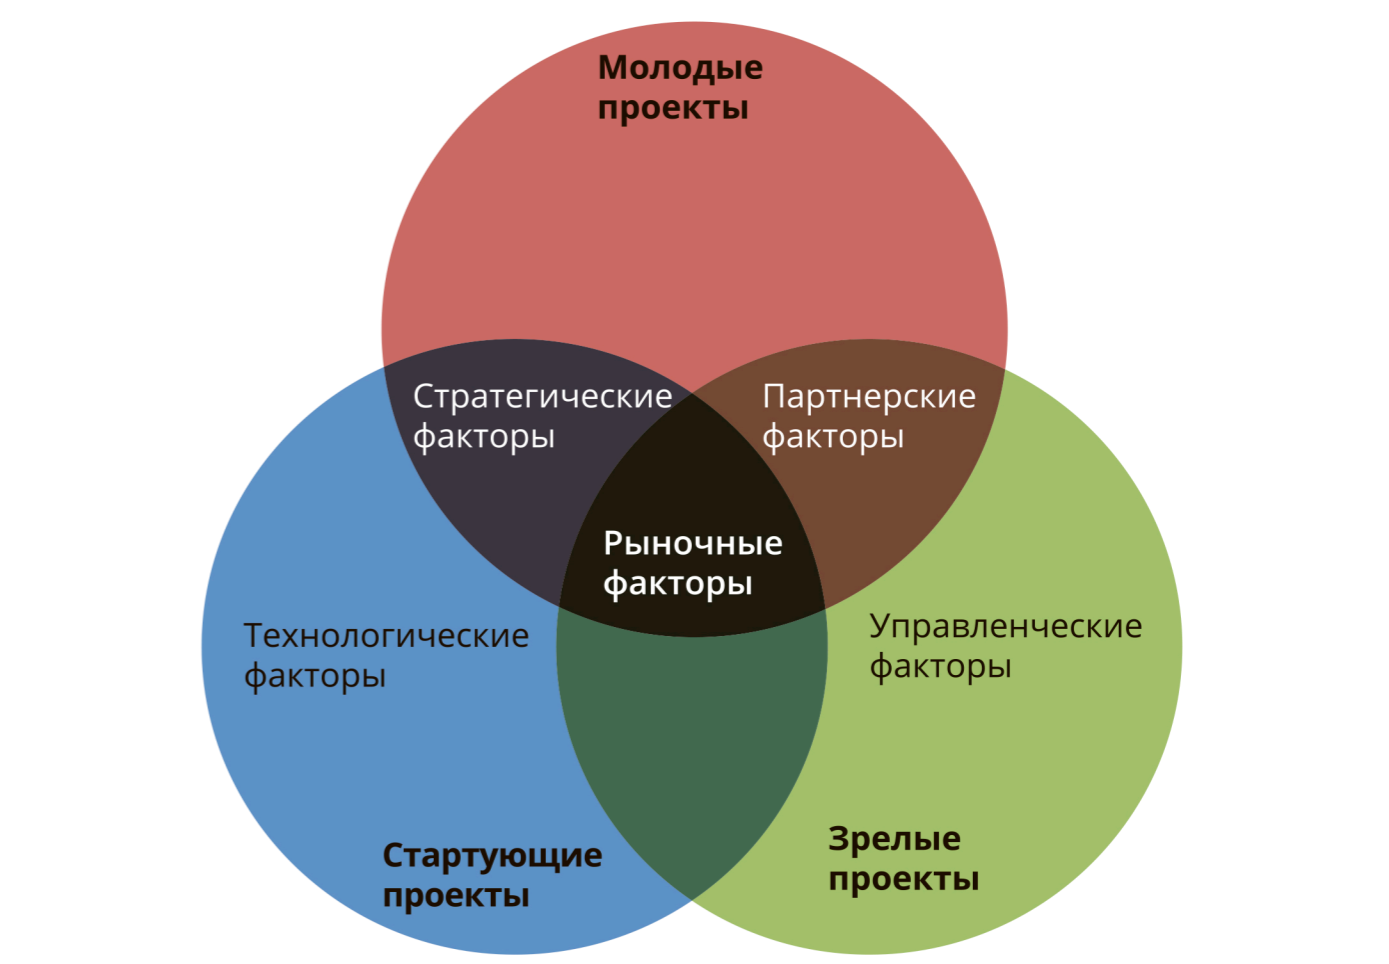 Молодые
проекты
Стратегические
факторы
Партнерские
факторы
Рыночные
факторы
Технологические
факторы
Управленческие
факторы
Стартующие
проекты
Зрелые
проекты